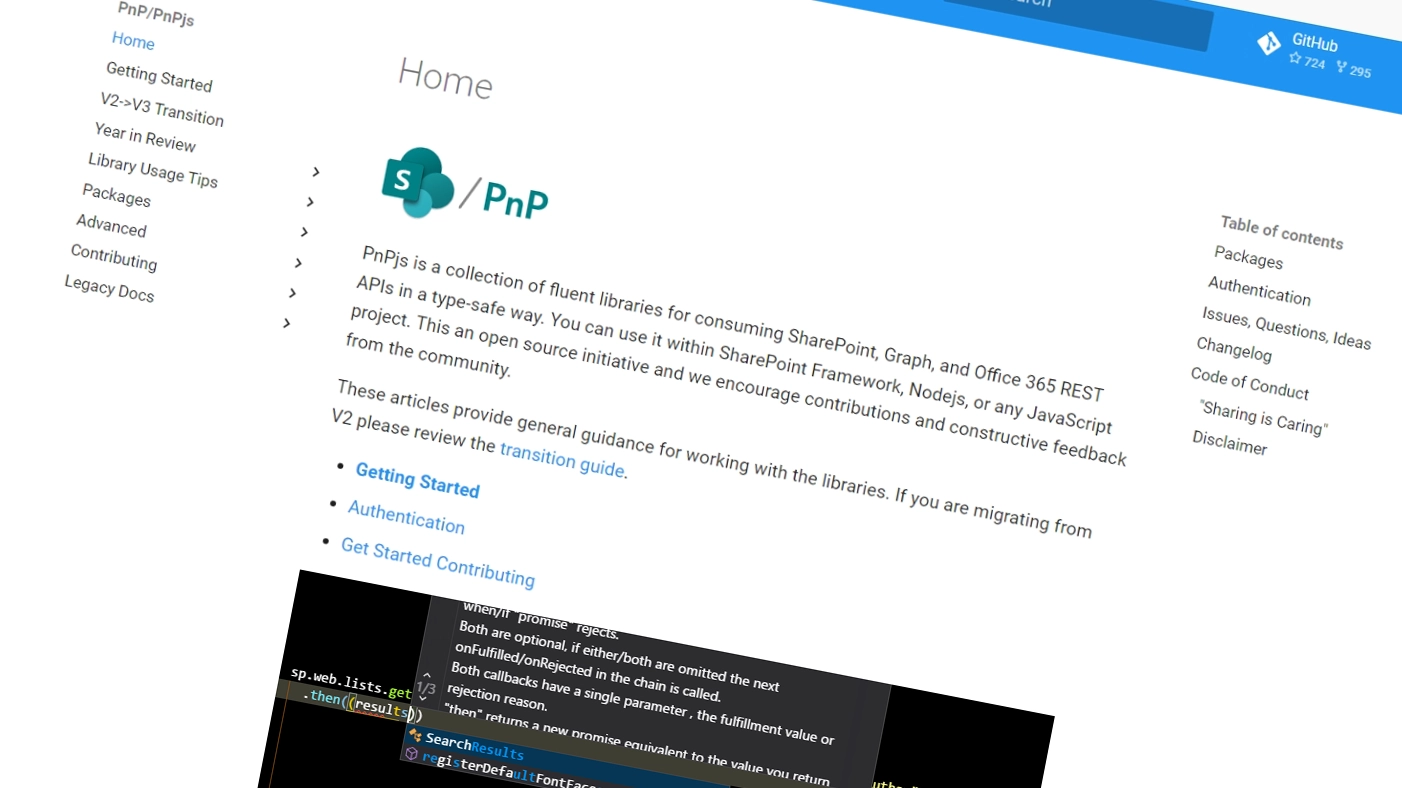 PnP/PnPjs
Home
Getting Started
V2->V3 Transition
Year in Review
Library Usage Tips
Packages
Advanced
Contributing
Legacy Docs
GitHub
724 295
Home
S / PnP
PnPjs is a collection of fluent libraries for consuming SharePoint, Graph, and Office 365 REST
APIs in a type-safe way. You can use it within SharePoint Framework, Nodejs, or any JavaScript
project. This an open source initiative and we encourage contributions and constructive feedback
from the community.
These articles provide general guidance for working with the libraries. If you are migrating from
V2 please review the transition guide.
Getting Started
Authentication
Get Started Contributing
Table of contents
Packages
Authentication
Issues, Questions, Ideas
Changelog
Code of Conduct
"Sharing is Caring"
Disclaimer
when/if "promise" rejects.
Both are optional, if either/both are omitted the next
onFulfilled/onRejected in the chain is called.
Both callbacks have a single parameter , the fulfillment value or
rejection reason.
"then" returns a new promise equivalent to the value you return
1/3
sp.web.lists.get
.then((results))
SearchResults
registerDefaultFontFace